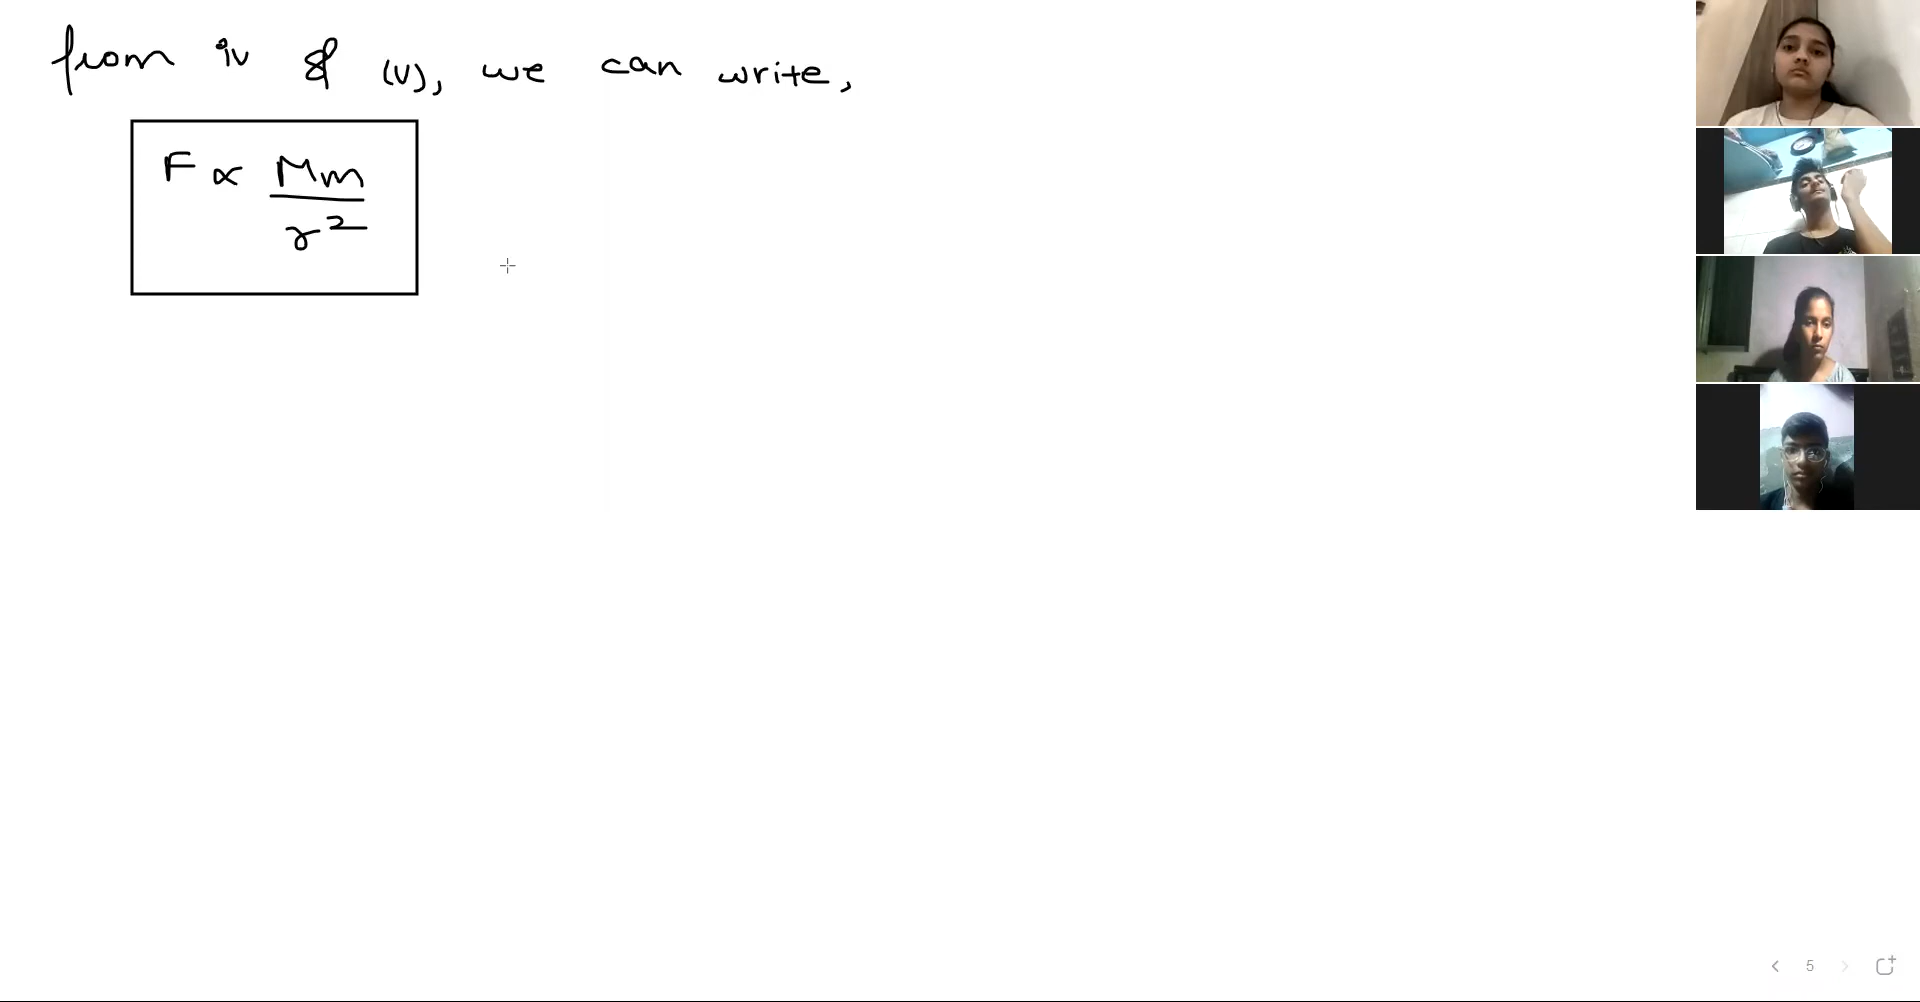 from iv & (v), we can write,
F ∝ Mm
r²
5